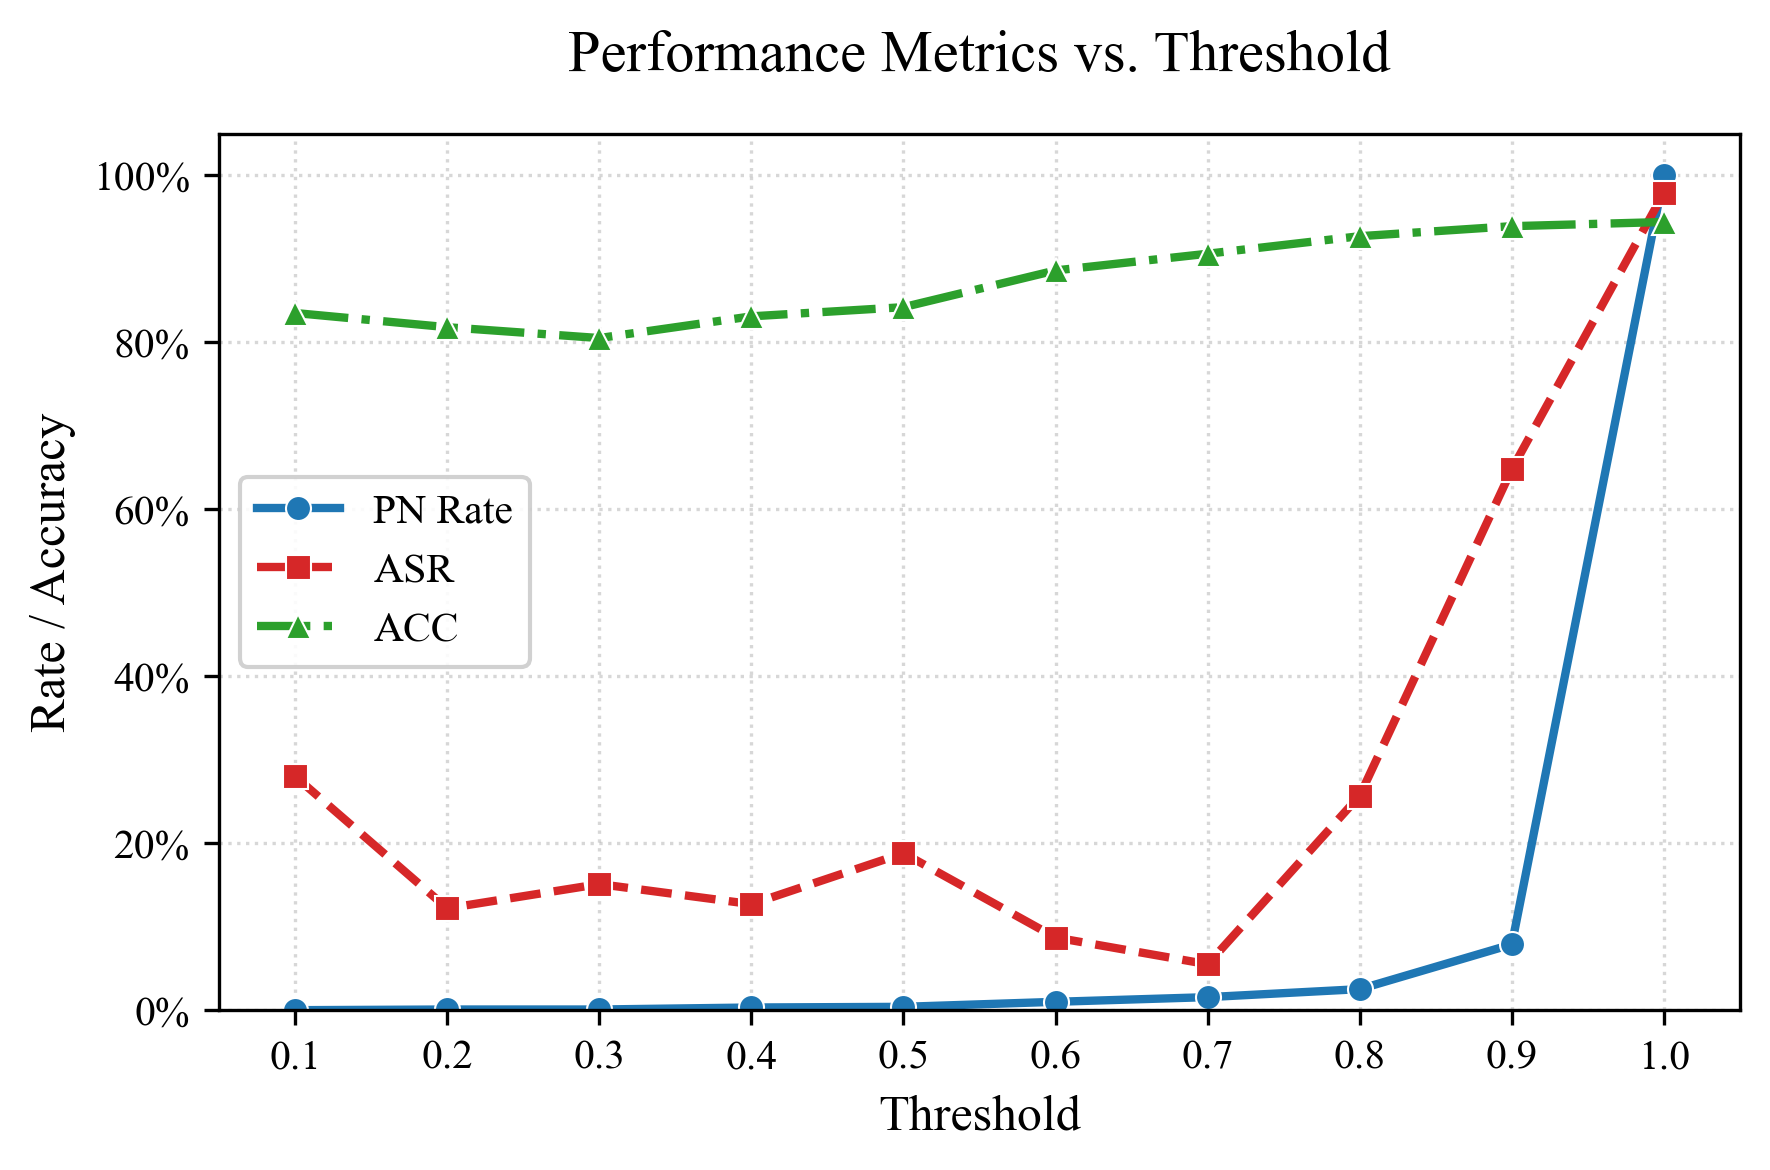 Performance Metrics vs. Threshold
100%
80%
60%
40%
20%
0%
Rate / Accuracy
PN Rate
ASR
ACC
0.1 0.2 0.3 0.4 0.5 0.6 0.7 0.8 0.9 1.0
Threshold